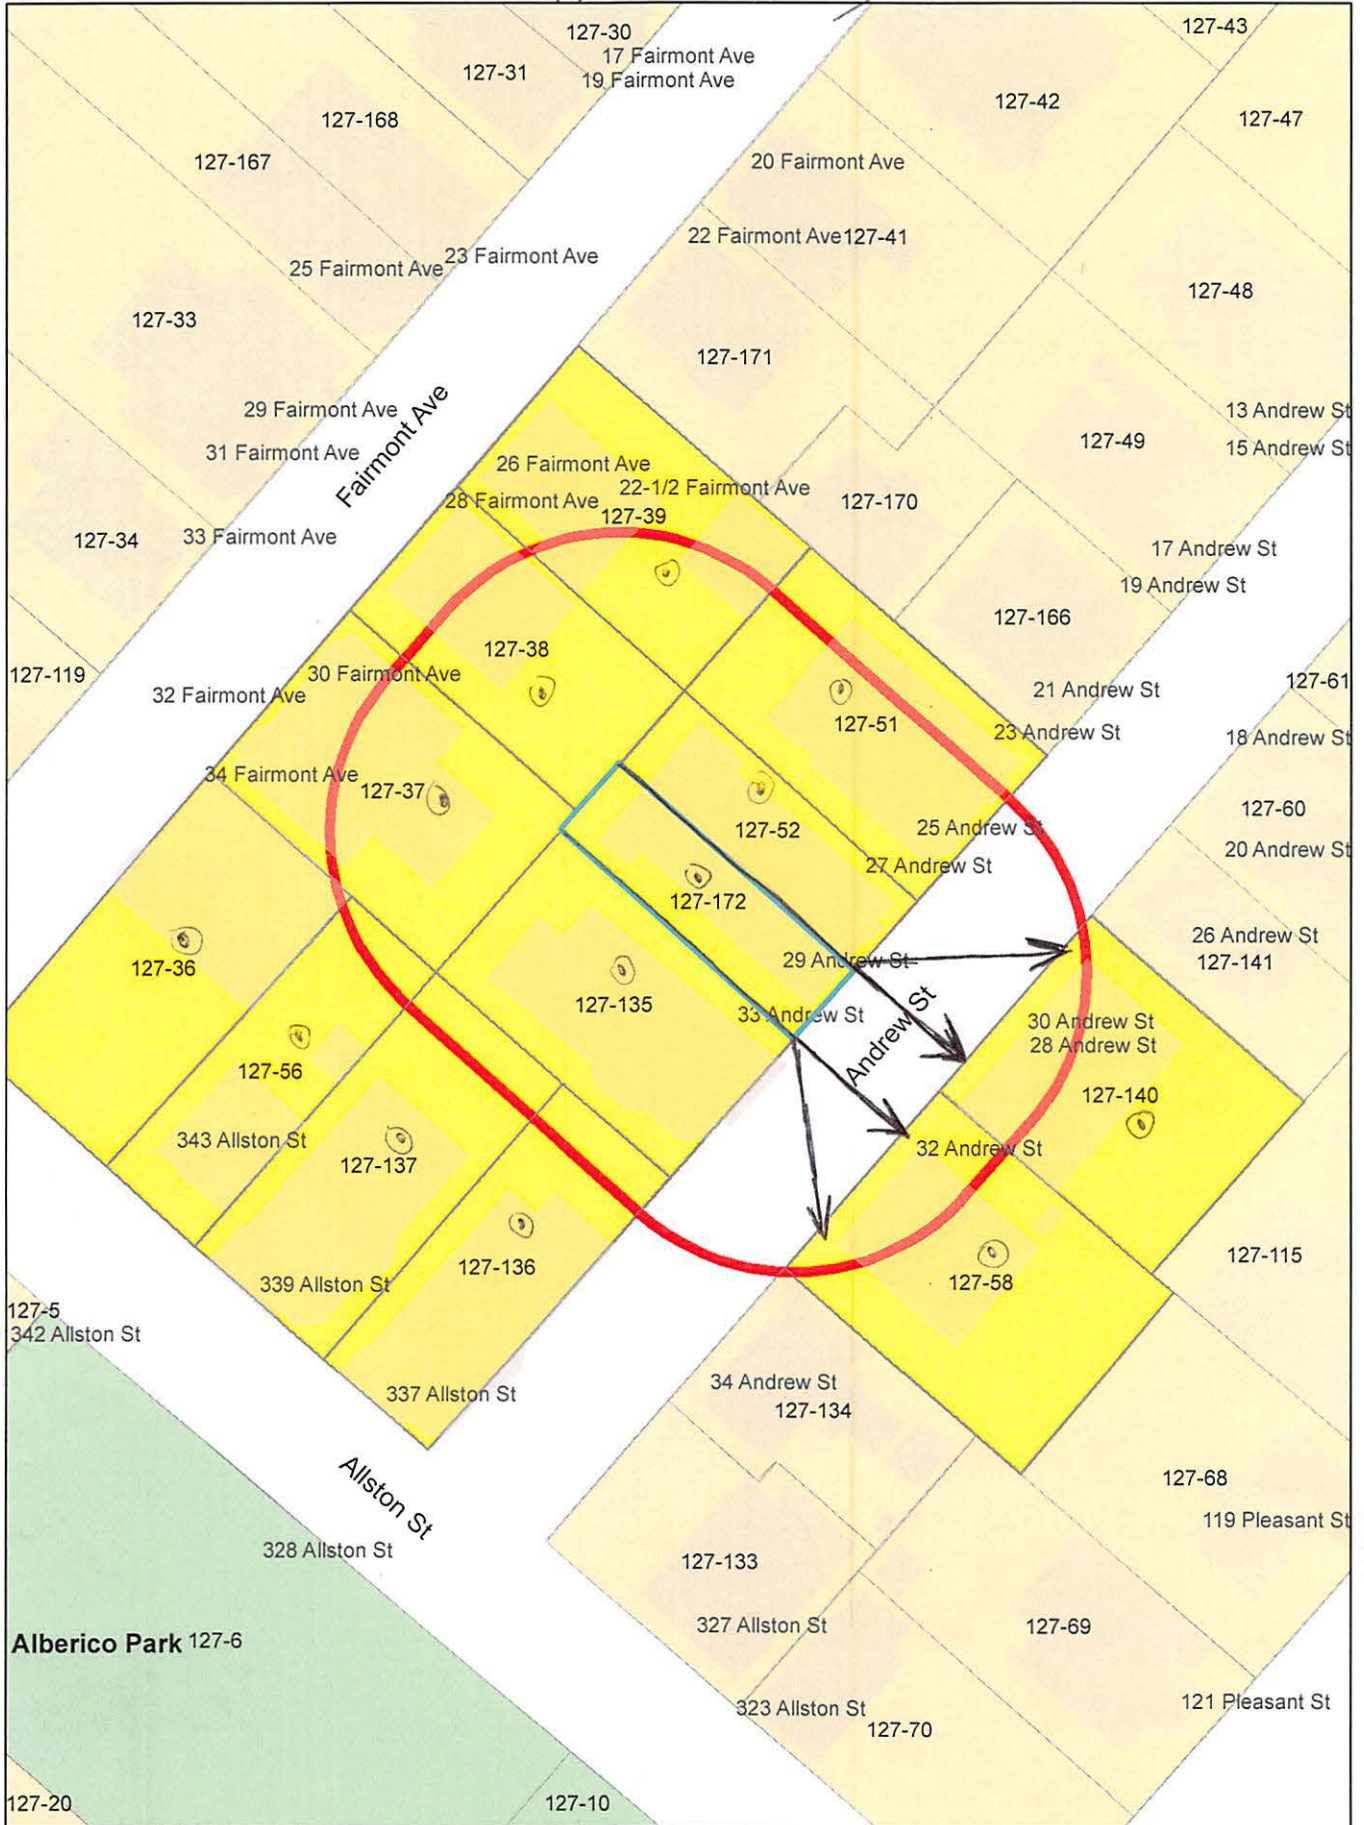 127-30
127-43
17 Fairmont Ave
127-31
19 Fairmont Ave
127-42
127-168
127-47
127-167
20 Fairmont Ave
22 Fairmont Ave 127-41
23 Fairmont Ave
25 Fairmont Ave
127-48
127-33
127-171
29 Fairmont Ave
13 Andrew St
Fairmont Ave
127-49
15 Andrew St
31 Fairmont Ave
26 Fairmont Ave
22-1/2 Fairmont Ave
28 Fairmont Ave
127-170
127-39
33 Fairmont Ave
127-34
17 Andrew St
19 Andrew St
127-166
127-38
127-119
30 Fairmont Ave
127-61
32 Fairmont Ave
21 Andrew St
127-51
23 Andrew St
18 Andrew St
34 Fairmont Ave
127-37
127-60
127-52
25 Andrew St
20 Andrew St
27 Andrew St
127-172
26 Andrew St
29 Andrew St
127-141
127-36
127-135
33 Andrew St
30 Andrew St
Andrew St
28 Andrew St
127-56
127-140
343 Allston St
32 Andrew St
127-137
127-115
127-136
339 Allston St
127-58
127-5
342 Allston St
34 Andrew St
337 Allston St
127-134
127-68
Allston St
119 Pleasant St
328 Allston St
127-133
327 Allston St
127-69
Alberico Park 127-6
121 Pleasant St
323 Allston St
127-70
127-20
127-10